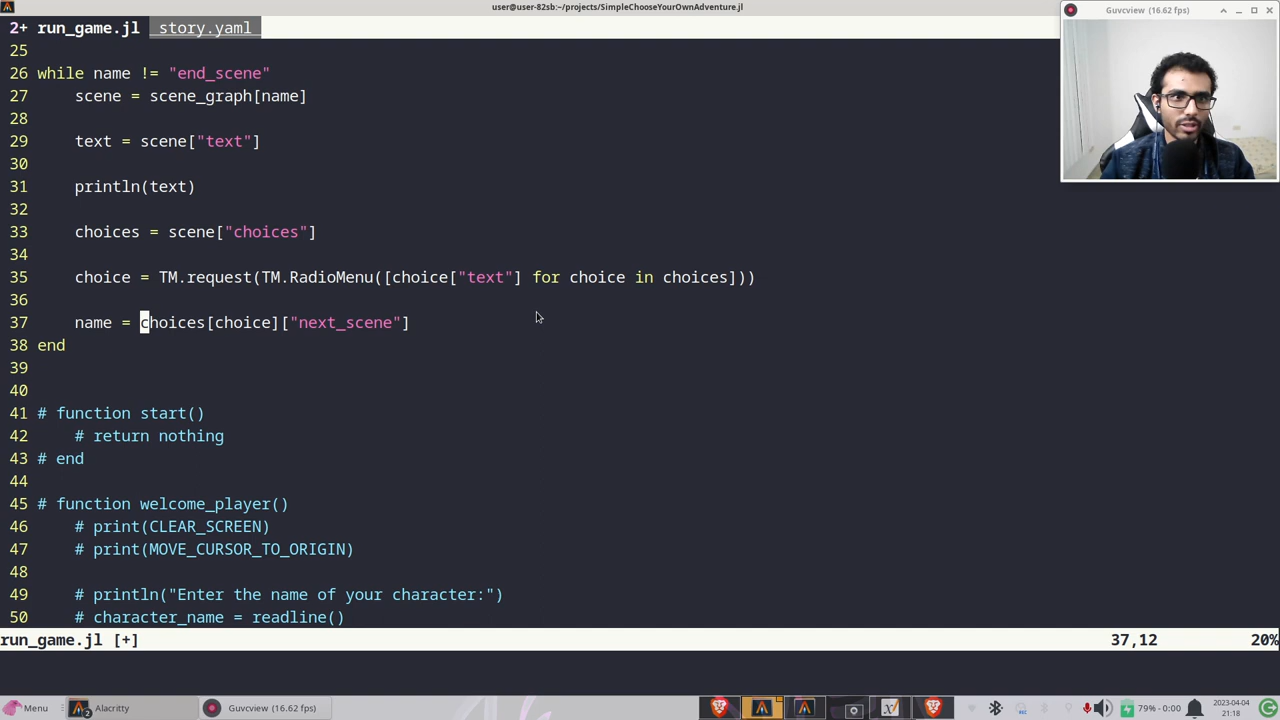 user@user-82sb:~/projects/SimpleChooseYourOwnAdventure.jl
2+ run_game.jl story.yaml
Guvcview (16.62 fps)
25
26 while name != "end_scene"
27 scene = scene_graph[name]
28
29 text = scene["text"]
30
31 println(text)
32
33 choices = scene["choices"]
34
35 choice = TM.request(TM.RadioMenu([choice["text"] for choice in choices]))
36
37 name = choices[choice]["next_scene"]
38 end
39
40
41 # function start()
42 # return nothing
43 # end
44
45 # function welcome_player()
46 # print(CLEAR_SCREEN)
47 # print(MOVE_CURSOR_TO_ORIGIN)
48
49 # println("Enter the name of your character:")
50 # character_name = readline()
run_game.jl [+] 37,12 20%
Menu Alacritty Guvcview (16.62 fps) 79% - 0:00 2023-04-04
21:18